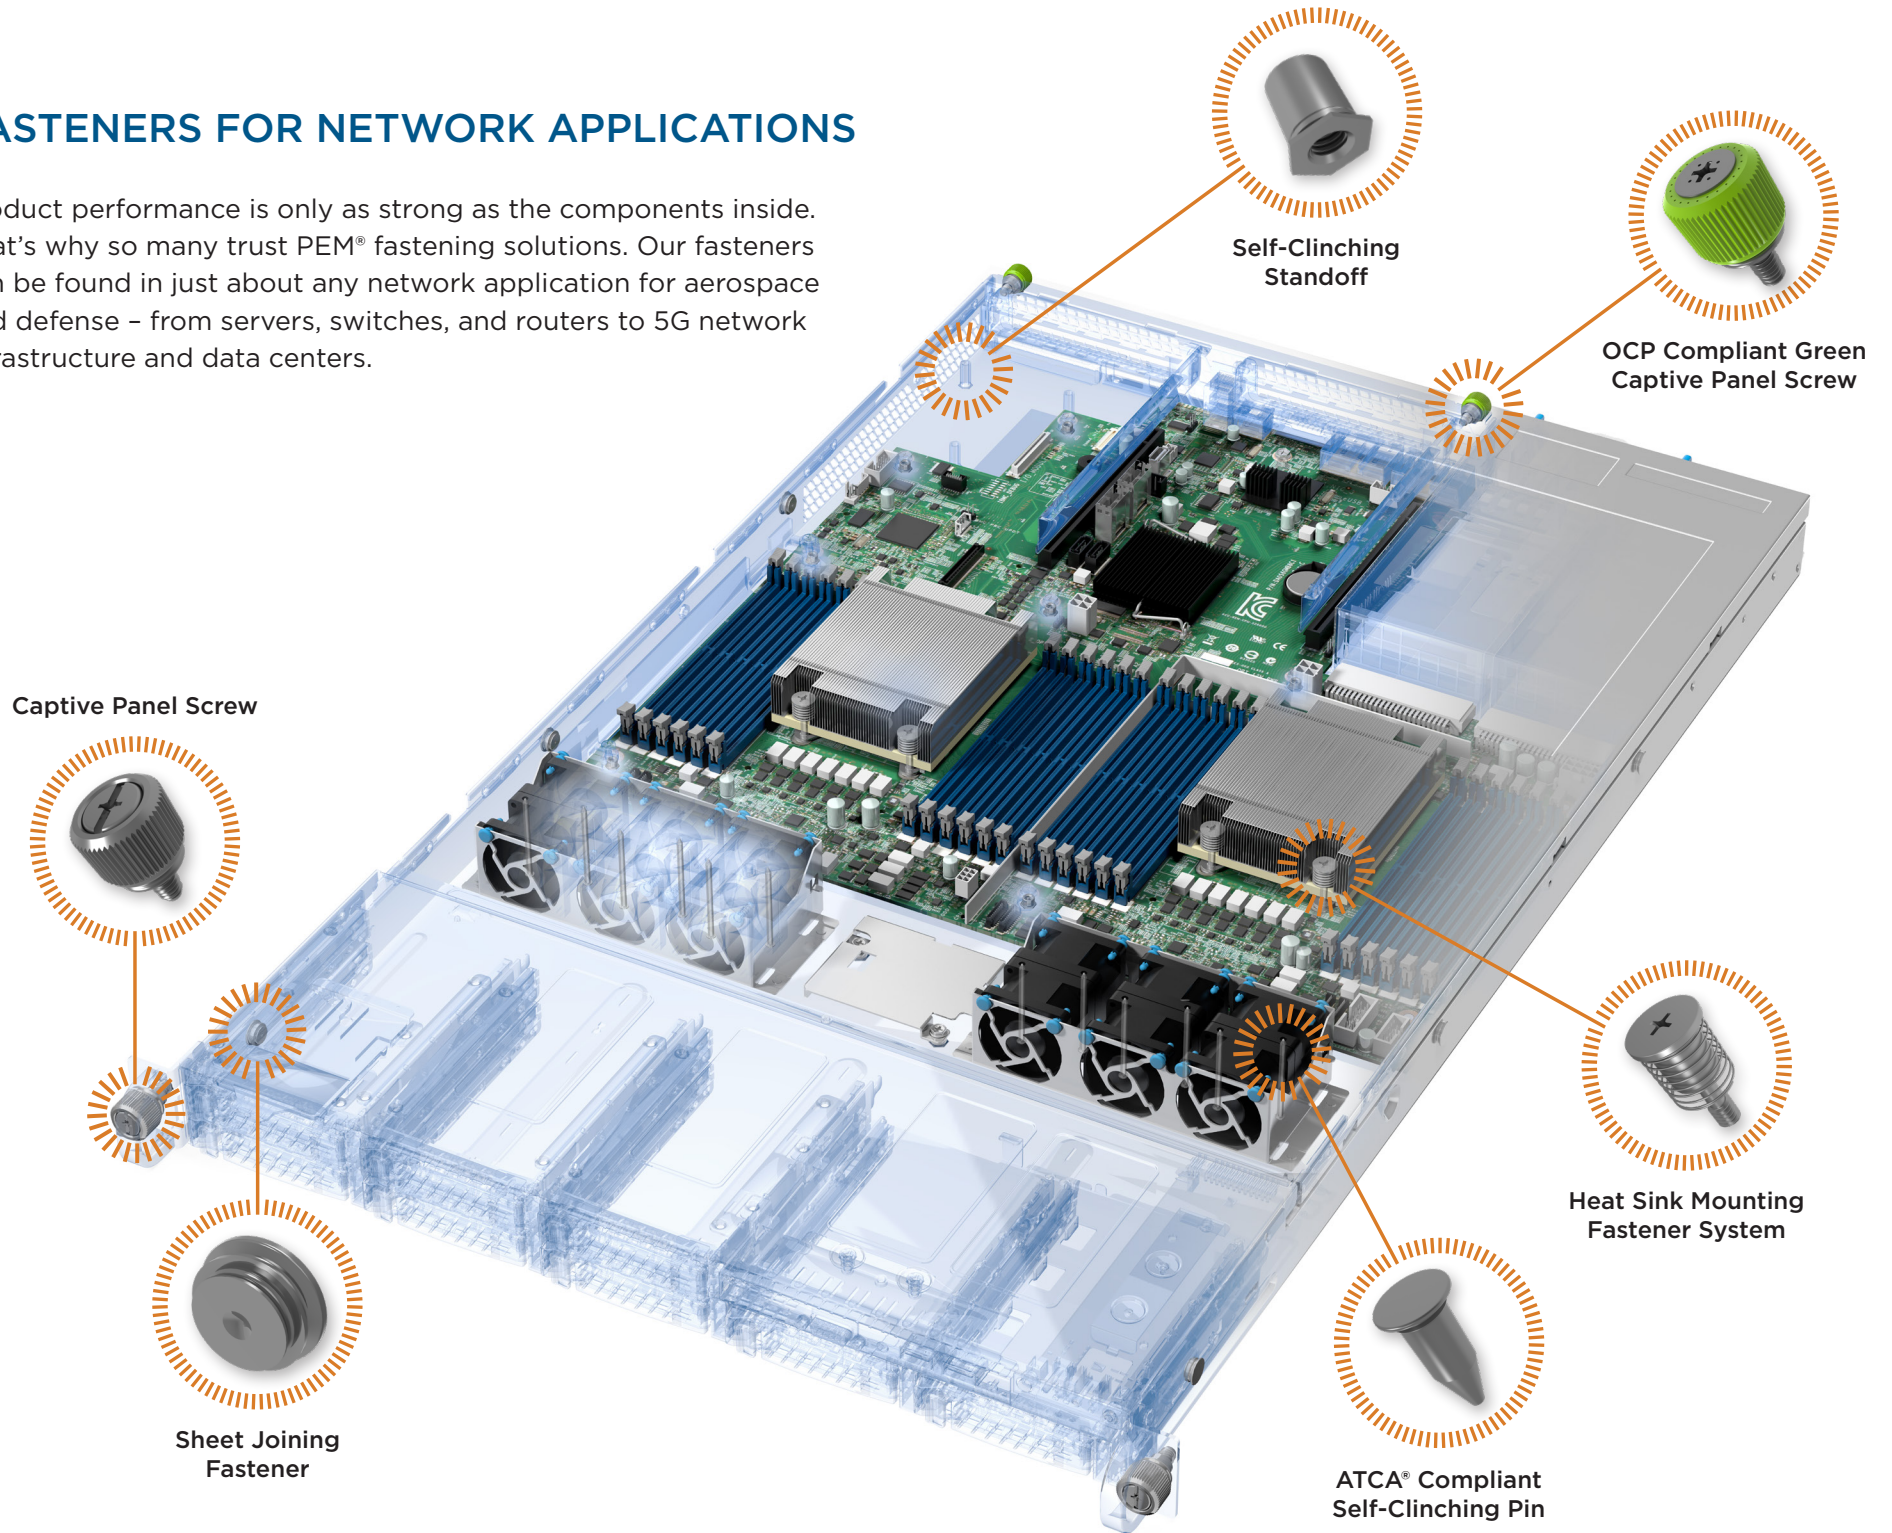 ASTENERS FOR NETWORK APPLICATIONS
oduct performance is only as strong as the components inside.
at's why so many trust PEM® fastening solutions. Our fasteners
n be found in just about any network application for aerospace
d defense – from servers, switches, and routers to 5G network
rastructure and data centers.
Self-Clinching
Standoff
OCP Compliant Green
Captive Panel Screw
Captive Panel Screw
Heat Sink Mounting
Fastener System
Sheet Joining
Fastener
ATCA® Compliant
Self-Clinching Pin